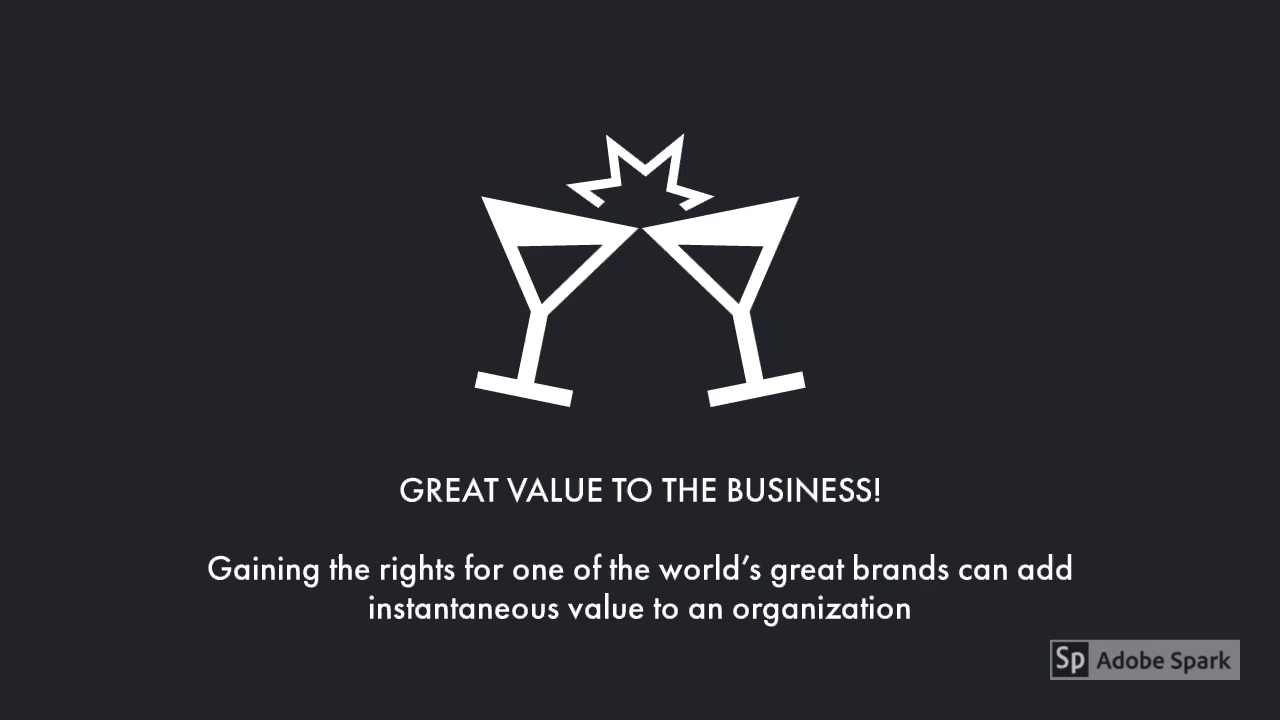 GREAT VALUE TO THE BUSINESS!
Gaining the rights for one of the world's great brands can add
instantaneous value to an organization
Sp Adobe Spark